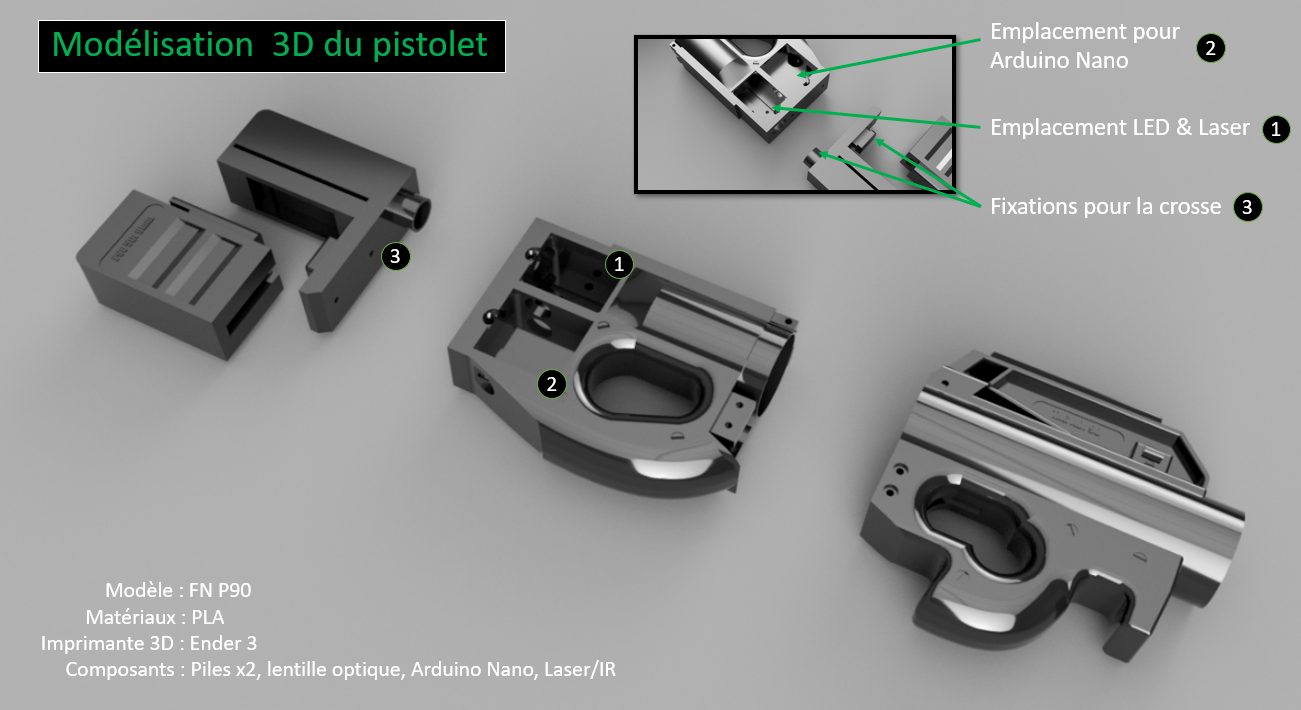 Modélisation 3D du pistolet
Emplacement pour
Arduino Nano
2
Emplacement LED & Laser 1
Fixations pour la crosse 3
3
1
2
Modèle : FN P90
Matériaux : PLA
Imprimante 3D : Ender 3
Composants : Piles x2, lentille optique, Arduino Nano, Laser/IR